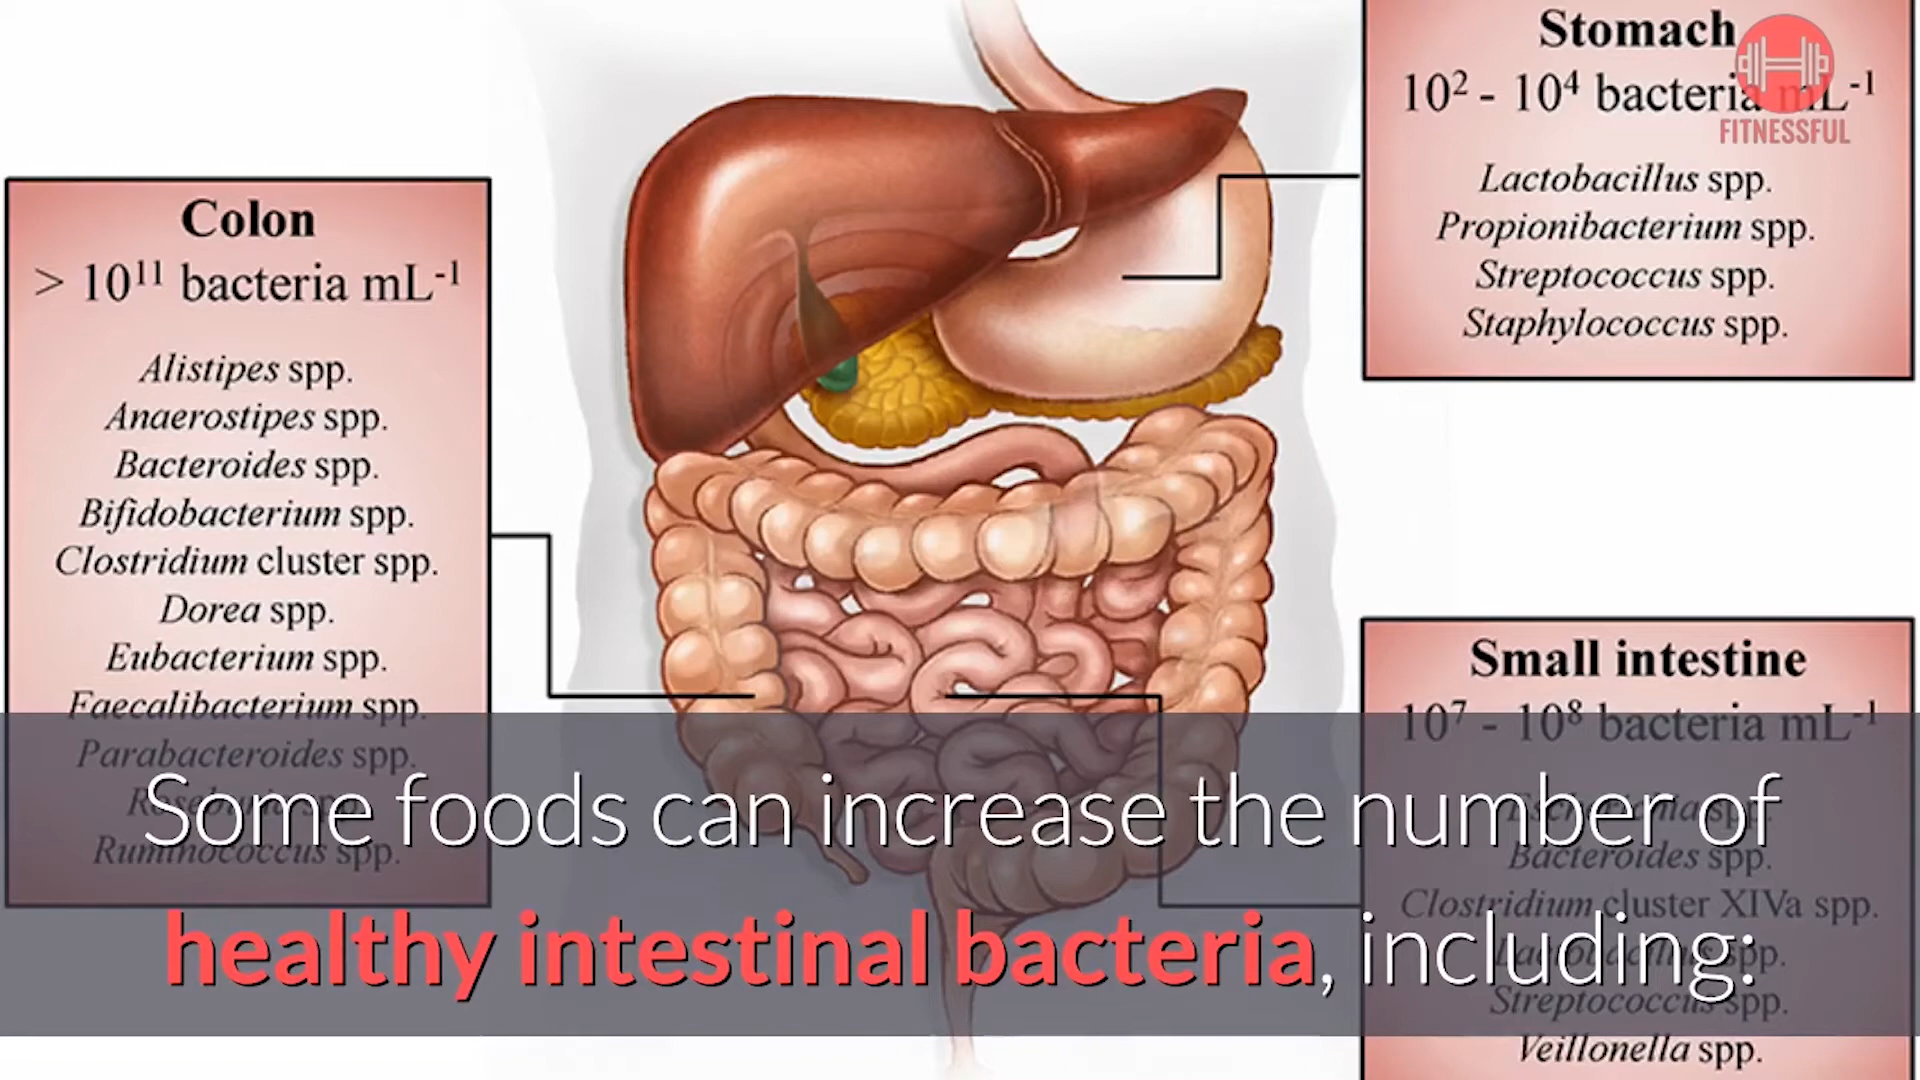 Colon
> 10¹¹ bacteria mL⁻¹
Alistipes spp.
Anaerostipes spp.
Bacteroides spp.
Bifidobacterium spp.
Clostridium cluster spp.
Dorea spp.
Eubacterium spp.
Faecalibacterium spp.
Parabacteroides spp.
Ruminococcus spp.
Stomach
10² - 10⁴ bacteria mL⁻¹
Lactobacillus spp.
Propionibacterium spp.
Streptococcus spp.
Staphylococcus spp.
FITNESSFUL
Small intestine
10⁷ - 10⁸ bacteria mL⁻¹
Bacteroides spp.
Clostridium cluster XIVa spp.
spp.
Streptococcus spp.
Veillonella spp.
Some foods can increase the number of
healthy intestinal bacteria, including: